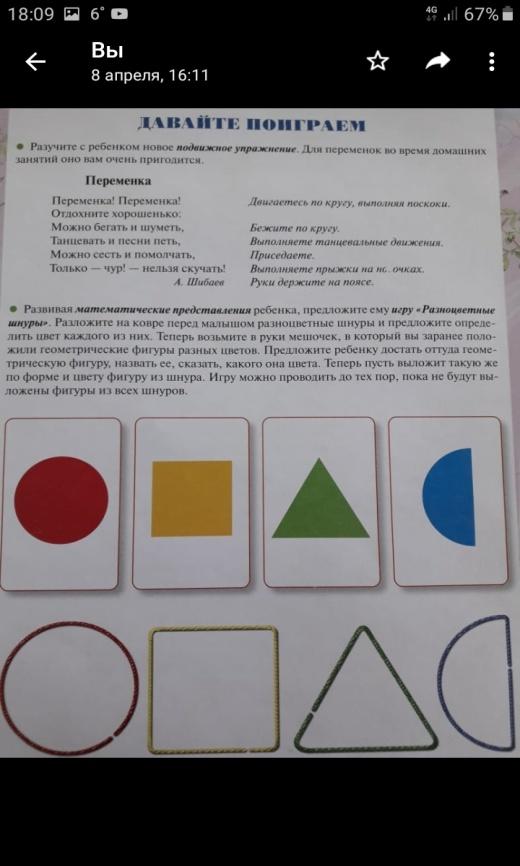 18:09 6° 4G 67%
Вы
8 апреля, 16:11
ДАВАЙТЕ ПОИГРАЕМ
● Разучите с ребенком новое подвижное упражнение. Для переменок во время домашних
занятий оно вам очень пригодится.
Переменка
Переменка! Переменка! Двигаетесь по кругу, выполняя поскоки.
Отдохните хорошенько:
Можно бегать и шуметь, Бежите по кругу.
Танцевать и песни петь, Выполняете танцевальные движения.
Можно сесть и помолчать, Приседаете.
Только — чур! — нельзя скучать! Выполняете прыжки на
А. Шибаев Руки держите на поясе.
● Развивая математические представления ребенка, предложите ему игру «Разноцветные
шнуры». Разложите на ковре перед малышом разноцветные шнуры и предложите опреде-
лить цвет каждого из них. Теперь возьмите в руки мешочек, в который вы заранее поло-
жили геометрические фигуры разных цветов. Предложите ребенку достать оттуда геоме-
трическую фигуру, назвать ее, сказать, какого она цвета. Теперь пусть выложит такую же
по форме и цвету фигуру из шнура. Игру можно проводить до тех пор, пока не будут вы-
ложены фигуры из всех шнуров.